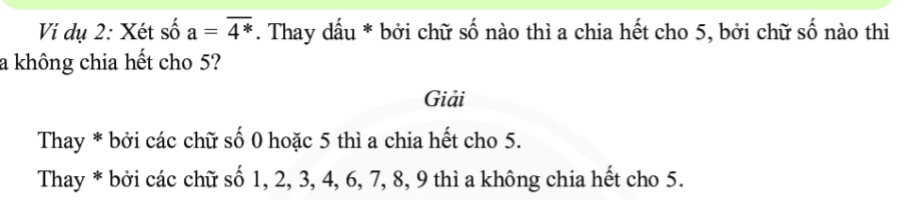 Ví dụ 2: Xét số a = \overline{4*}. Thay dấu * bởi chữ số nào thì a chia hết cho 5, bởi chữ số nào thì
a không chia hết cho 5?
Giải
Thay * bởi các chữ số 0 hoặc 5 thì a chia hết cho 5.
Thay * bởi các chữ số 1, 2, 3, 4, 6, 7, 8, 9 thì a không chia hết cho 5.